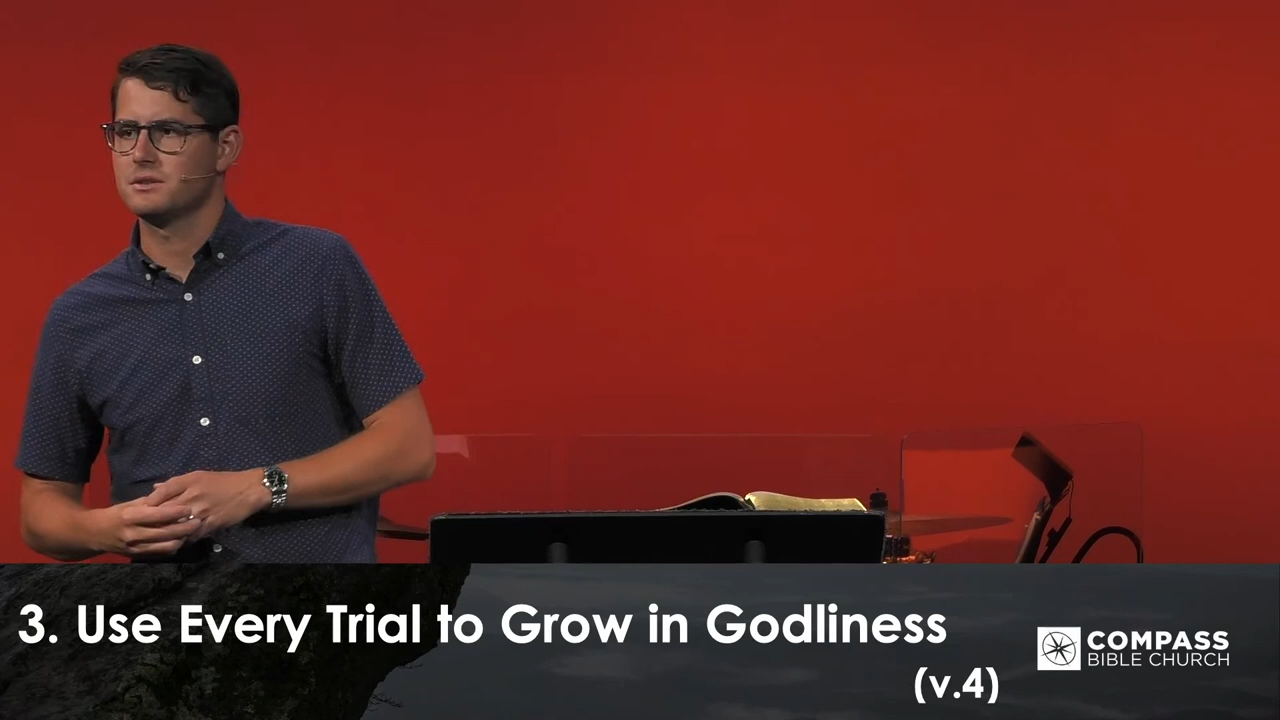 3. Use Every Trial to Grow in Godliness
(v.4)
COMPASS
BIBLE CHURCH